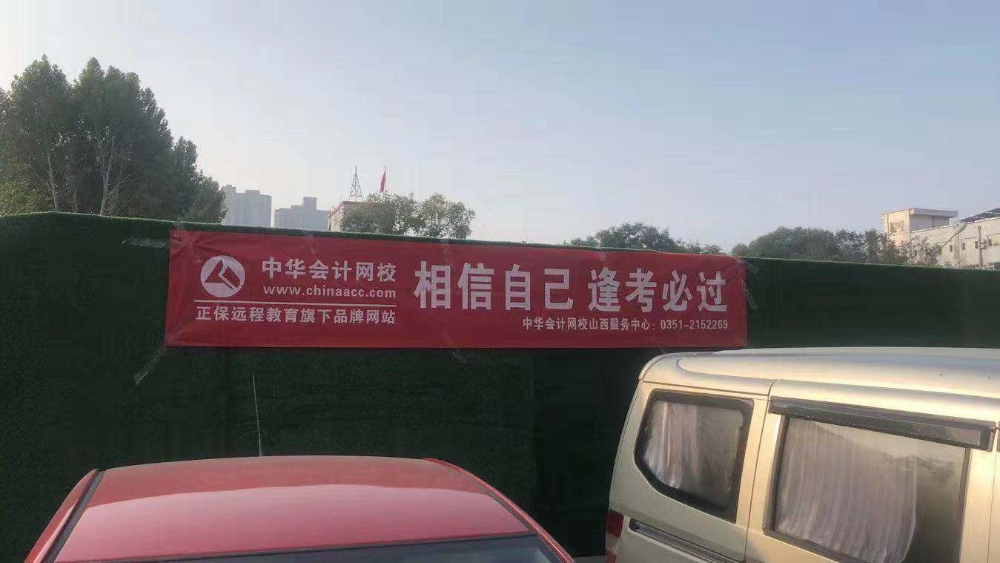 中华会计网校
www.chinaacc.com
正保远程教育旗下品牌网站
相信自己 逢考必过
中华会计网校山西服务中心：0351-2152269